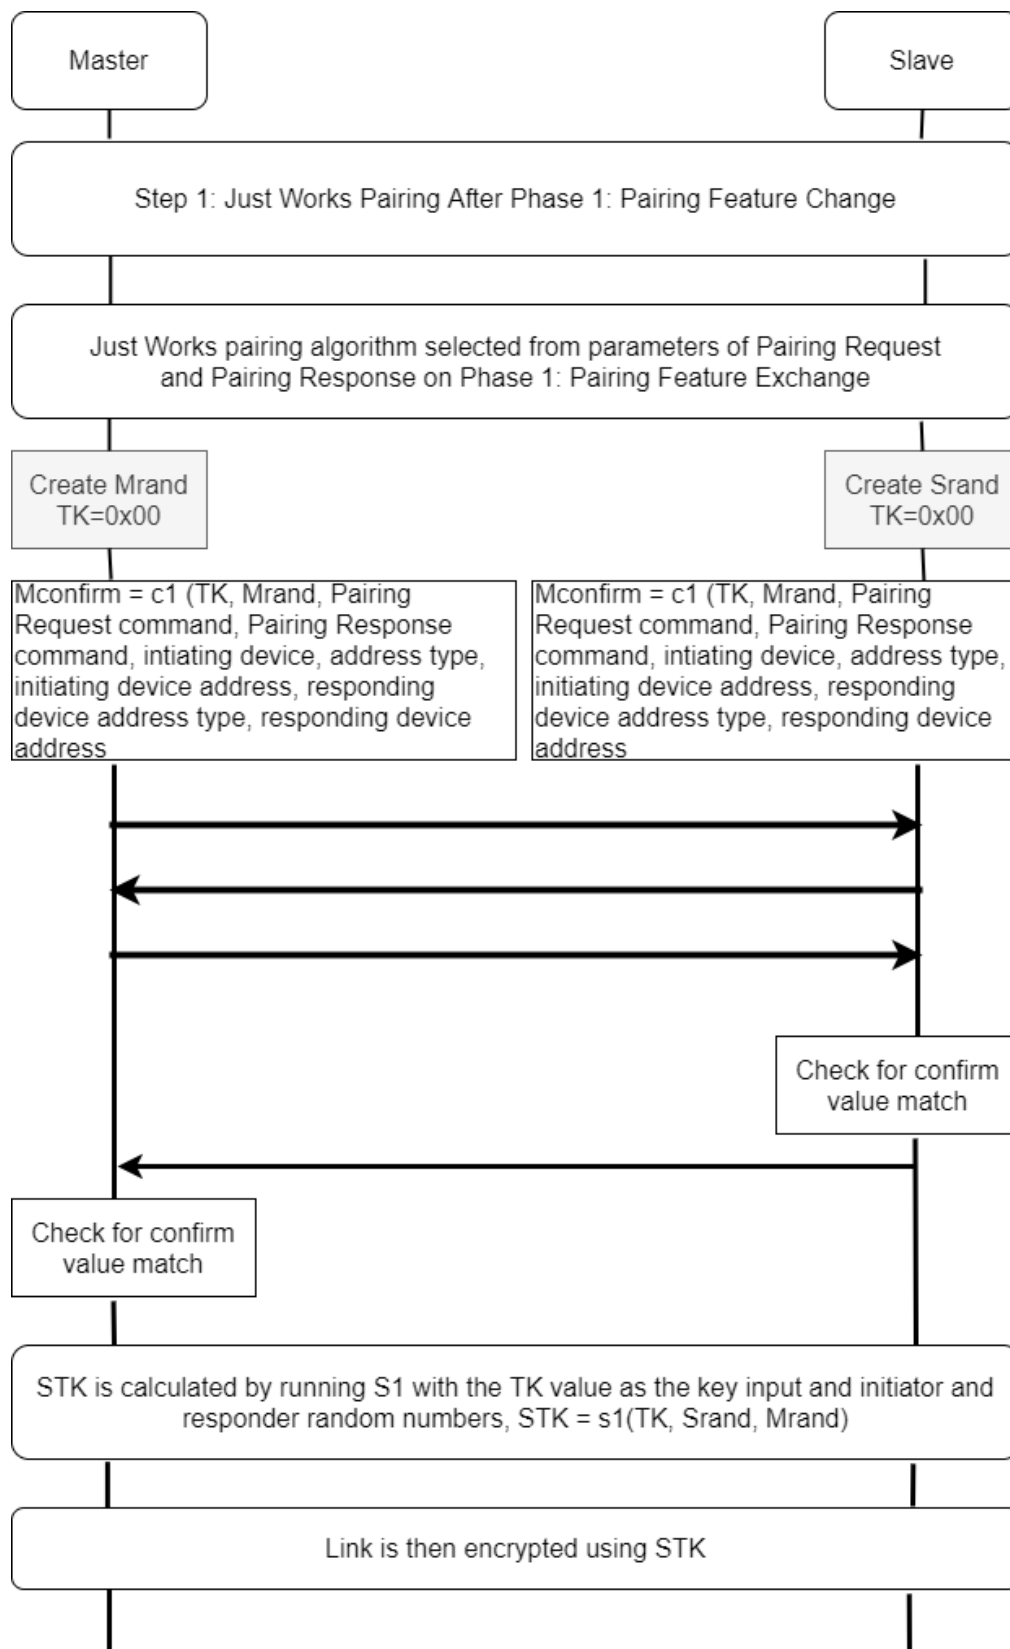 Master
Slave
Step 1: Just Works Pairing After Phase 1: Pairing Feature Change
Just Works pairing algorithm selected from parameters of Pairing Request
and Pairing Response on Phase 1: Pairing Feature Exchange
Create Mrand
TK=0x00
Create Srand
TK=0x00
Mconfirm = c1 (TK, Mrand, Pairing
Request command, Pairing Response
command, intiating device, address type,
initiating device address, responding
device address type, responding device
address
Mconfirm = c1 (TK, Mrand, Pairing
Request command, Pairing Response
command, intiating device, address type,
initiating device address, responding
device address type, responding device
address
Check for confirm
value match
Check for confirm
value match
STK is calculated by running S1 with the TK value as the key input and initiator and
responder random numbers, STK = s1(TK, Srand, Mrand)
Link is then encrypted using STK